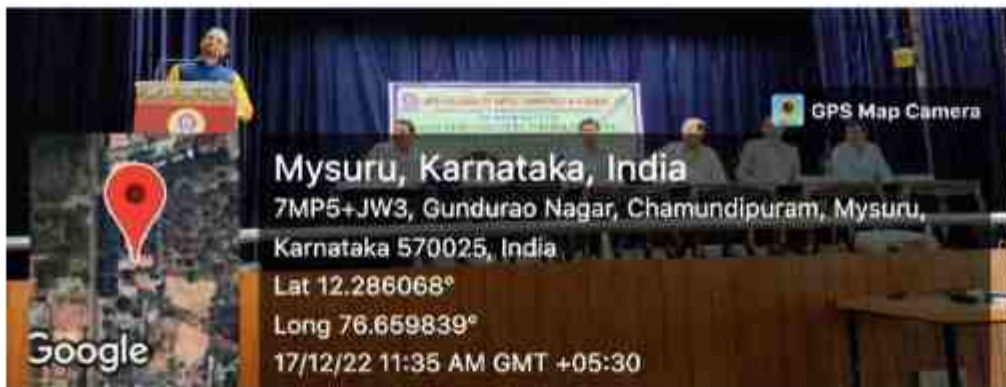 GPS Map Camera
Mysuru, Karnataka, India
7MP5+JW3, Gundurao Nagar, Chamundipuram, Mysuru,
Karnataka 570025, India
Lat 12.286068°
Long 76.659839°
17/12/22 11:35 AM GMT +05:30
Google